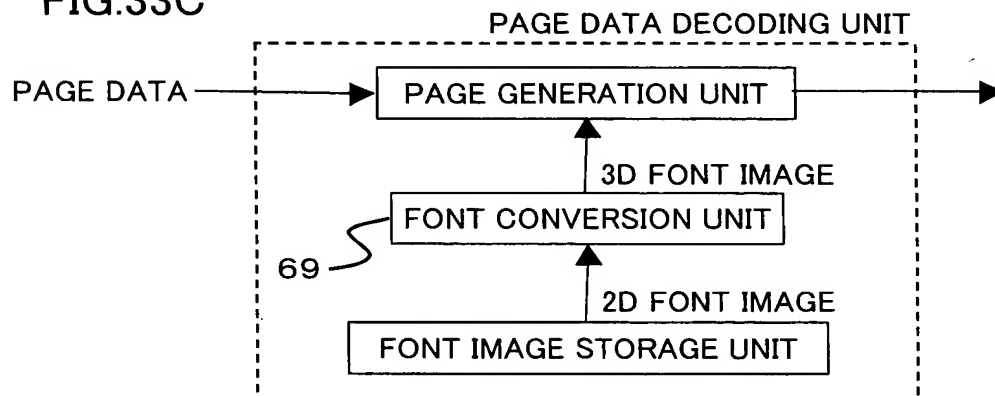 FIG.33C
PAGE DATA DECODING UNIT
PAGE DATA
PAGE GENERATION UNIT
3D FONT IMAGE
FONT CONVERSION UNIT
69
2D FONT IMAGE
FONT IMAGE STORAGE UNIT